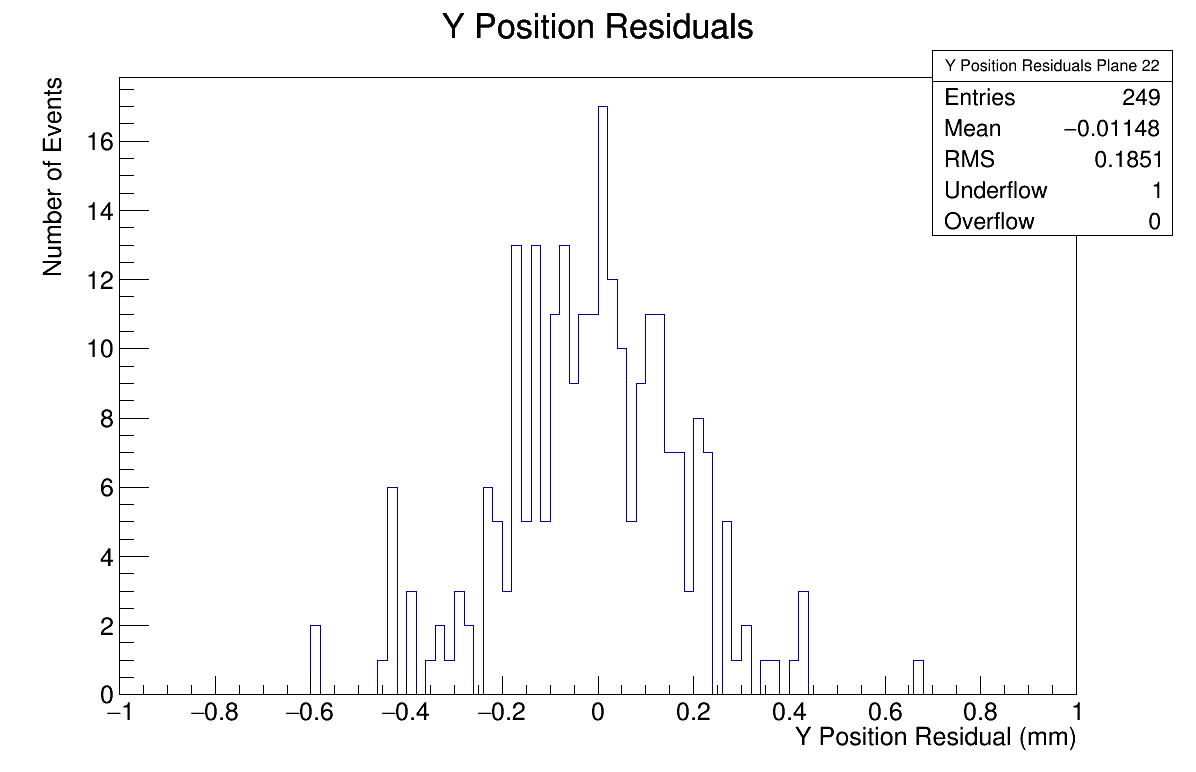 Y Position Residuals
Y Position Residuals Plane 22
Entries 249
Mean −0.01148
RMS 0.1851
Underflow 1
Overflow 0
Number of Events
16
14
12
10
8
6
4
2
0
−1 −0.8 −0.6 −0.4 −0.2 0 0.2 0.4 0.6 0.8 1
Y Position Residual (mm)